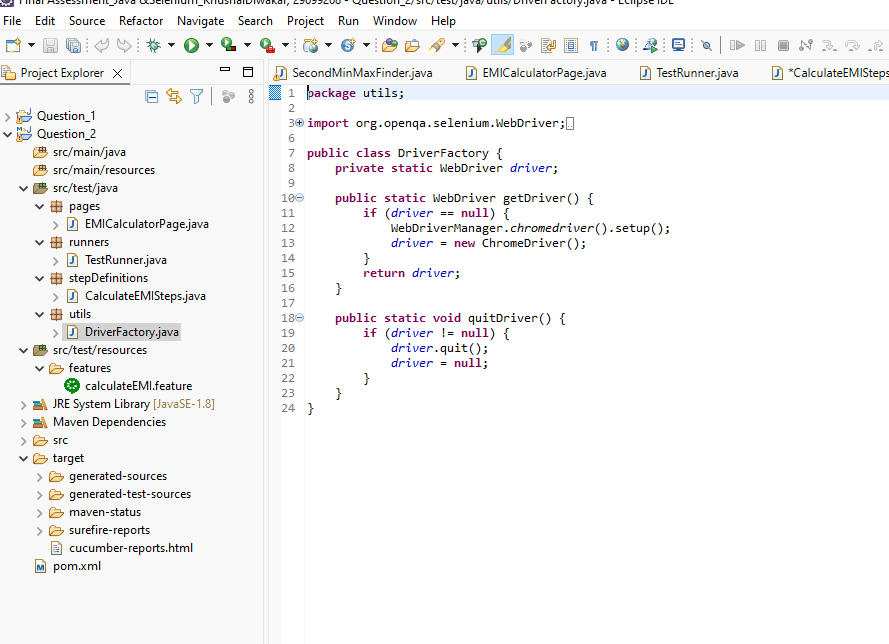 Final Assessment_Java &Selenium_KhushalDiwakar, 29099208 - Question_2/src/test/java/utils/DriverFactory.java - Eclipse IDE
File Edit Source Refactor Navigate Search Project Run Window Help
Project Explorer
SecondMinMaxFinder.java EMICalculatorPage.java TestRunner.java *CalculateEMISteps
Question_1
Question_2
src/main/java
src/main/resources
src/test/java
pages
EMICalculatorPage.java
runners
TestRunner.java
stepDefinitions
CalculateEMISteps.java
utils
DriverFactory.java
src/test/resources
features
calculateEMI.feature
JRE System Library [JavaSE-1.8]
Maven Dependencies
src
target
generated-sources
generated-test-sources
maven-status
surefire-reports
cucumber-reports.html
pom.xml
1 package utils;
2
3 import org.openqa.selenium.WebDriver;
6
7 public class DriverFactory {
8 private static WebDriver driver;
9
10 public static WebDriver getDriver() {
11 if (driver == null) {
12 WebDriverManager.chromedriver().setup();
13 driver = new ChromeDriver();
14 }
15 return driver;
16 }
17
18 public static void quitDriver() {
19 if (driver != null) {
20 driver.quit();
21 driver = null;
22 }
23 }
24 }